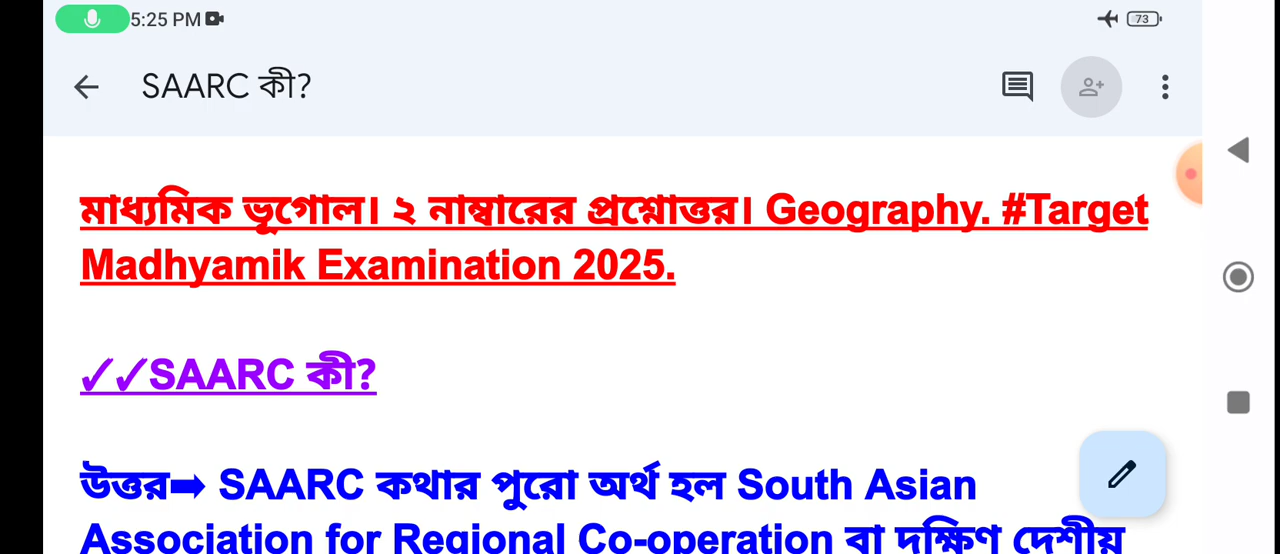 5:25 PM
73
SAARC কী?
মাধ্যমিক ভূগোল। ২ নাম্বারের প্রশ্নোত্তর। Geography. #Target
Madhyamik Examination 2025.
✓✓SAARC কী?
উত্তর➡ SAARC কথার পুরো অর্থ হল South Asian
Association for Regional Co-operation বা দক্ষিণ দেশীয়